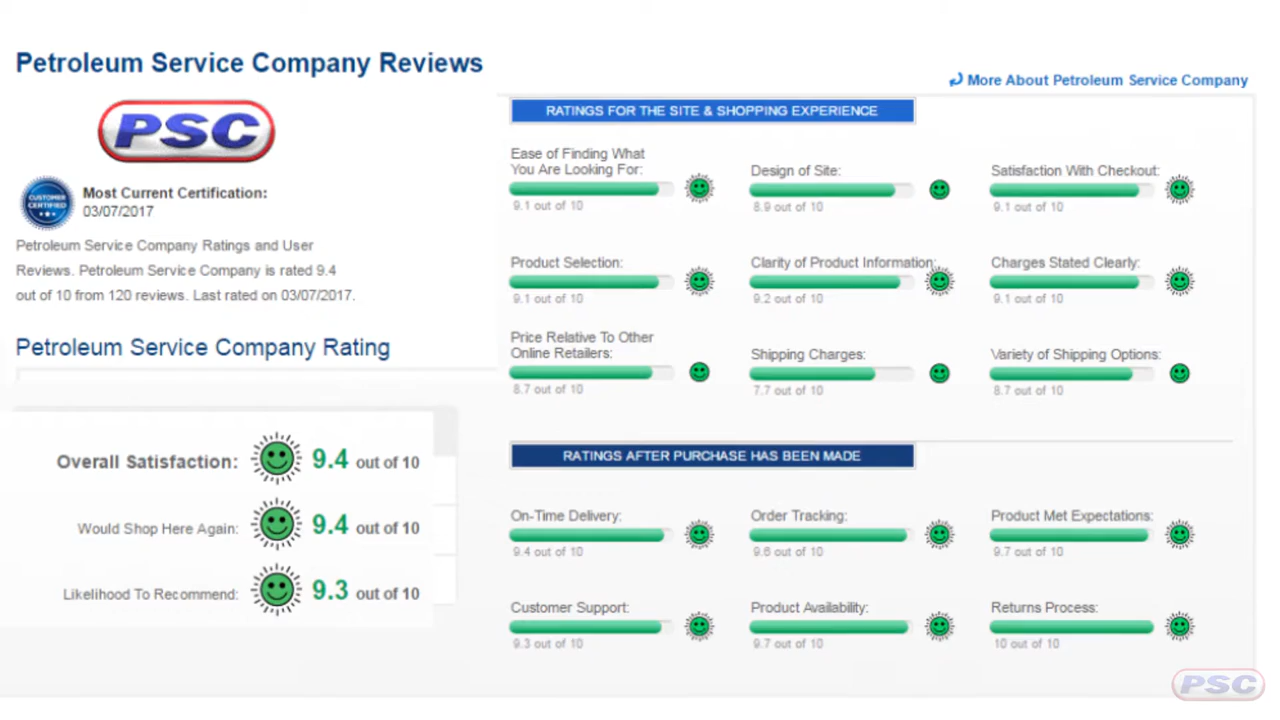 Petroleum Service Company Reviews
More About Petroleum Service Company
PSC
CUSTOMER
CERTIFIED
Most Current Certification:
03/07/2017
Petroleum Service Company Ratings and User
Reviews. Petroleum Service Company is rated 9.4
out of 10 from 120 reviews. Last rated on 03/07/2017.
Petroleum Service Company Rating
Overall Satisfaction: 9.4 out of 10
Would Shop Here Again: 9.4 out of 10
Likelihood To Recommend: 9.3 out of 10
RATINGS FOR THE SITE & SHOPPING EXPERIENCE
Ease of Finding What
You Are Looking For:
9.1 out of 10
Design of Site:
8.9 out of 10
Satisfaction With Checkout:
9.1 out of 10
Product Selection:
9.1 out of 10
Clarity of Product Information:
9.2 out of 10
Charges Stated Clearly:
9.1 out of 10
Price Relative To Other
Online Retailers:
8.7 out of 10
Shipping Charges:
7.7 out of 10
Variety of Shipping Options:
8.7 out of 10
RATINGS AFTER PURCHASE HAS BEEN MADE
On-Time Delivery:
9.4 out of 10
Order Tracking:
9.6 out of 10
Product Met Expectations:
9.7 out of 10
Customer Support:
9.3 out of 10
Product Availability:
9.7 out of 10
Returns Process:
10 out of 10
PSC